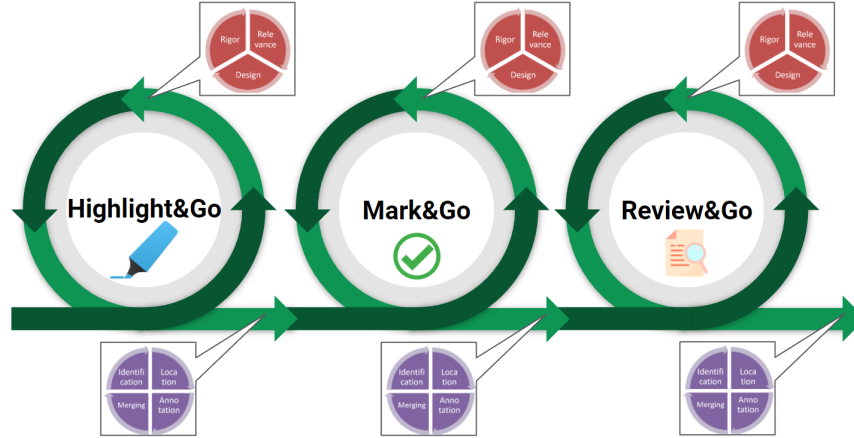 Rigor
Rele
vance
Design
Rigor
Rele
vance
Design
Rigor
Rele
vance
Design
Highlight&Go
Mark&Go
Review&Go
Identifi
cation
Loca
tion
Merging
Anno
tation
Identifi
cation
Loca
tion
Merging
Anno
tation
Identifi
cation
Loca
tion
Merging
Anno
tation